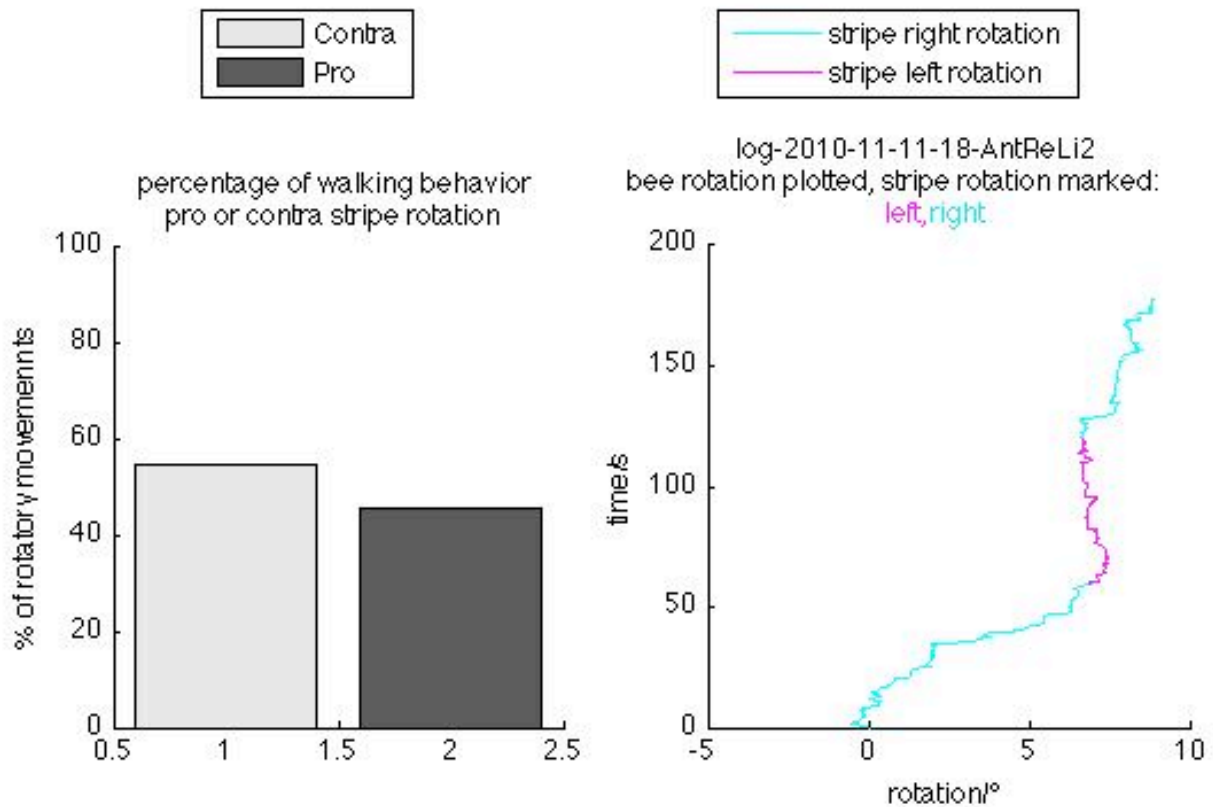 Contra
Pro
percentage of walking behavior
pro or contra stripe rotation
100
80
60
40
20
0
0.5
1
1.5
2
2.5
% of rotatory movemennts
stripe right rotation
stripe left rotation
log-2010-11-11-18-AntReLi2
bee rotation plotted, stripe rotation marked:
left,right
200
150
100
50
0
-5
0
5
10
time/s
rotation/°